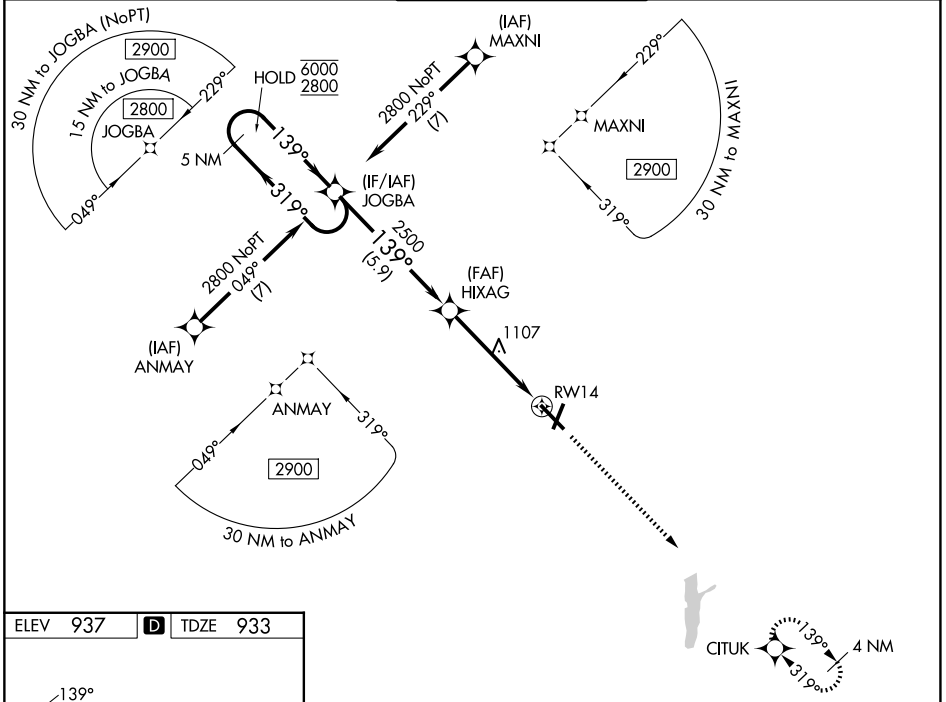 30 NM to JOGBA (NoPT)
2900
15 NM to JOGBA
2800
JOGBA
229°
049°
HOLD
6000
2800
5 NM
139°
319°
(IF/IAF)
JOGBA
(IAF)
MAXNI
2800 NoPT
229°
(7)
229°
MAXNI
2900
319°
30 NM to MAXNI
2800 NoPT
049°
(7)
(IAF)
ANMAY
2500
139°
(5.9)
(FAF)
HIXAG
1107
RW14
ANMAY
049°
319°
2900
30 NM to ANMAY
CITUK
139°
319°
4 NM
ELEV 937 D TDZE 933
139°